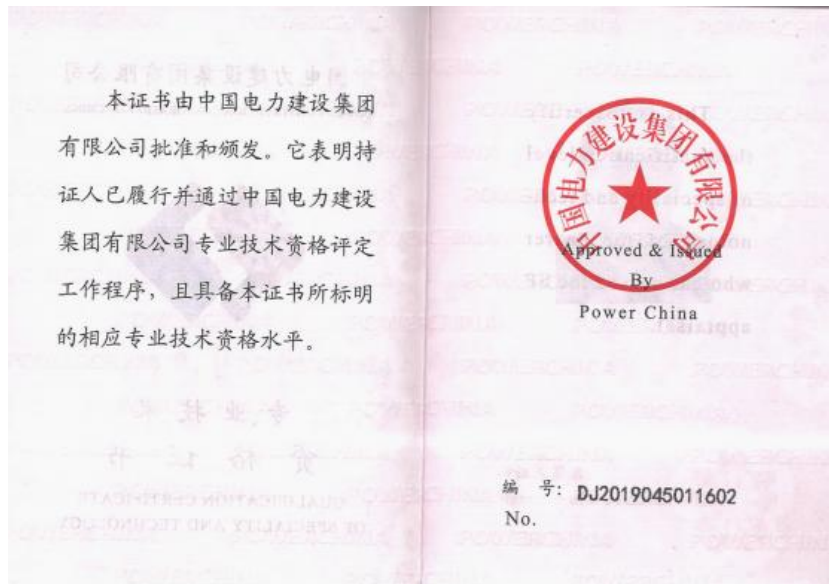 本证书由中国电力建设集团
有限公司批准和颁发。它表明持
证人已履行并通过中国电力建设
集团有限公司专业技术资格评定
工作程序，且具备本证书所标明
的相应专业技术资格水平。
中国电力建设集团有限公司
Approved & Issued
By
Power China
编 号: DJ2019045011602
No.